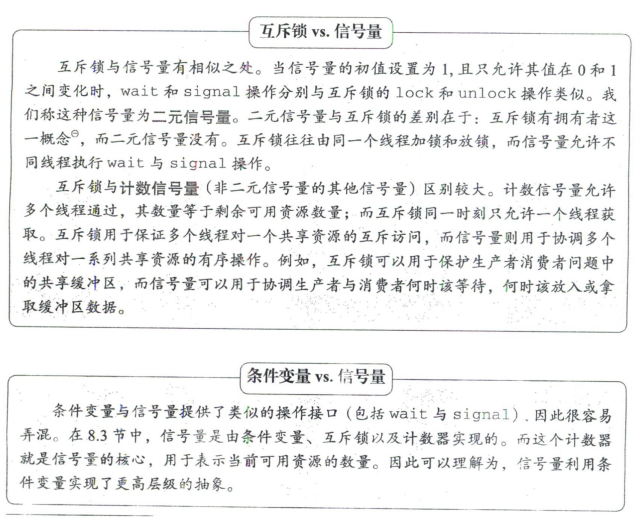 互斥锁 vs. 信号量
互斥锁与信号量有相似之处。当信号量的初值设置为 1, 且只允许其值在 0 和 1
之间变化时，wait 和 signal 操作分别与互斥锁的 lock 和 unlock 操作类似。我
们称这种信号量为二元信号量。二元信号量与互斥锁的差别在于：互斥锁有拥有者这
一概念⊖，而二元信号量没有。互斥锁往往由同一个线程加锁和放锁，而信号量允许不
同线程执行 wait 与 signal 操作。
互斥锁与计数信号量（非二元信号量的其他信号量）区别较大。计数信号量允许
多个线程通过，其数量等于剩余可用资源数量；而互斥锁同一时刻只允许一个线程获
取。互斥锁用于保证多个线程对一个共享资源的互斥访问，而信号量则用于协调多个
线程对一系列共享资源的有序操作。例如，互斥锁可以用于保护生产者消费者问题中
的共享缓冲区，而信号量可以用于协调生产者与消费者何时该等待，何时该放入或拿
取缓冲区数据。
条件变量 vs. 信号量
条件变量与信号量提供了类似的操作接口（包括 wait 与 signal）, 因此很容易
弄混。在 8.3 节中，信号量是由条件变量、互斥锁以及计数器实现的。而这个计数器
就是信号量的核心，用于表示当前可用资源的数量。因此可以理解为，信号量利用条
件变量实现了更高层级的抽象。